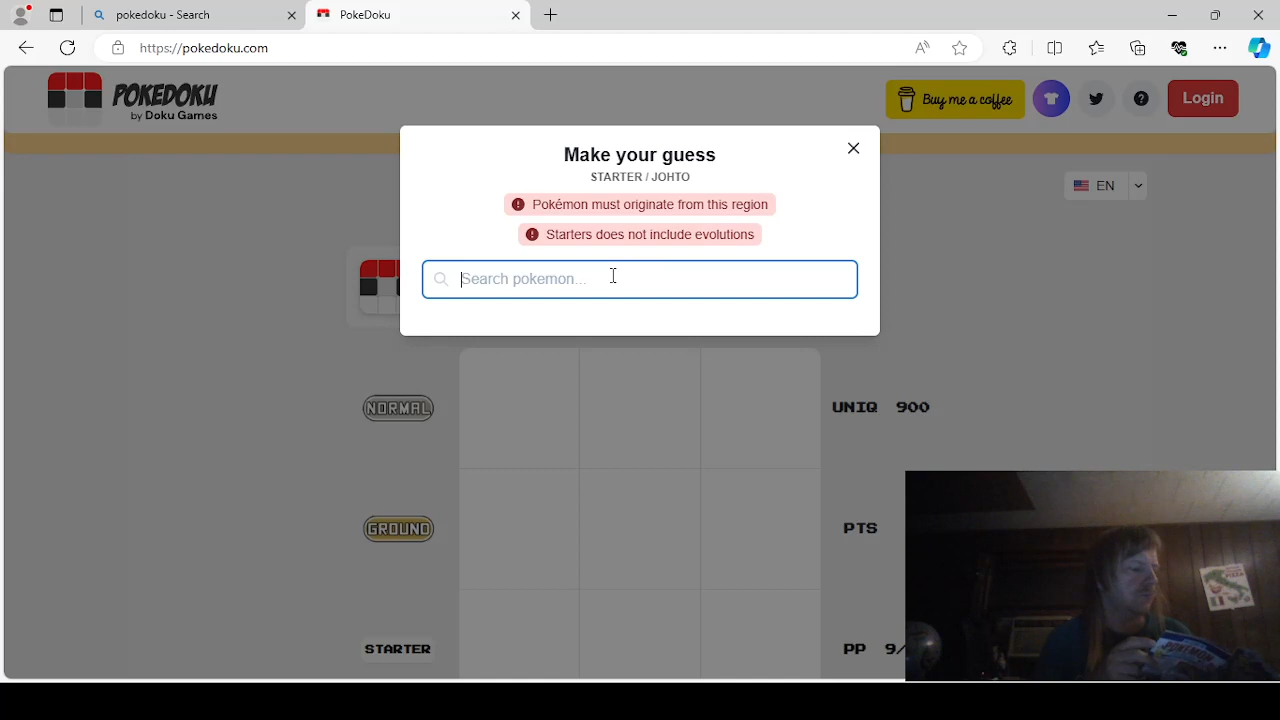 pokedoku - Search
PokeDoku
https://pokedoku.com
POKEDOKU
by Doku Games
Buy me a coffee
Login
EN
Make your guess
STARTER / JOHTO
Pokémon must originate from this region
Starters does not include evolutions
Search pokemon...
NORMAL
UNIQ 900
GROUND
PTS
STARTER
PP 9/
PIZZA
POKEMON